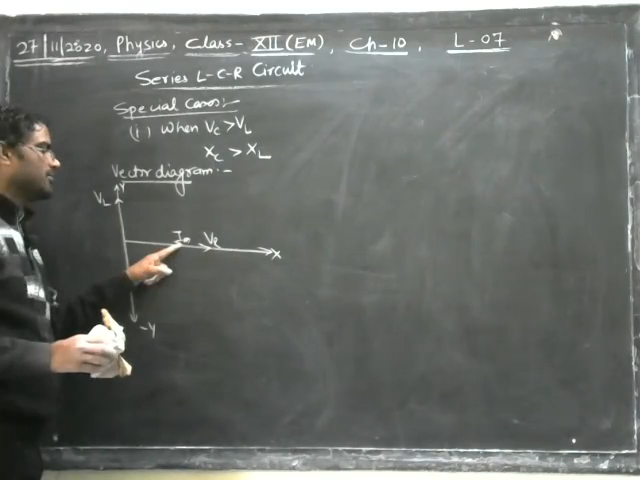 27/11/2020, Physics, Class- XII (EM), Ch-10, L-07
Series L-C-R Circuit
Special Cases:-
(i) When Vc > VL
Xc > XL
Vector diagram:-
Y
VL
Im VR
X
-Y